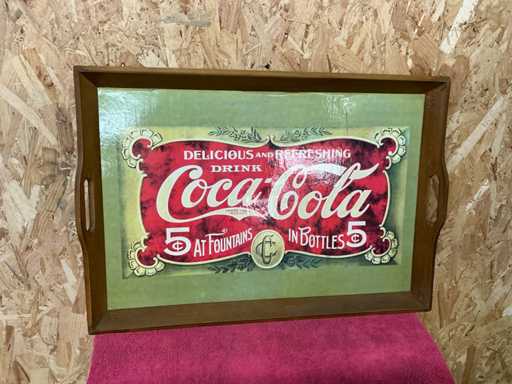 DELICIOUS AND REFRESHING
DRINK
Coca-Cola
5¢ AT FOUNTAINS IN BOTTLES 5¢